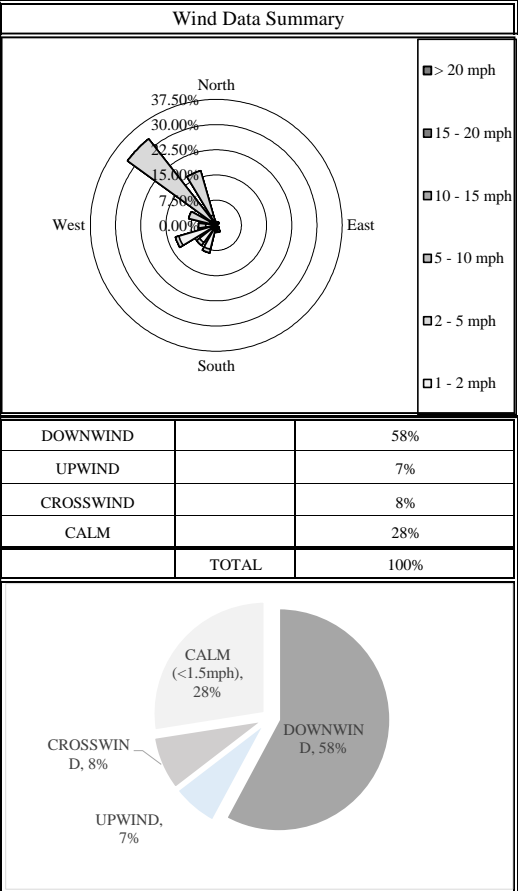 Wind Data Summary
North
37.50%
30.00%
22.50%
15.00%
7.50%
0.00%
West
East
South
> 20 mph
15 - 20 mph
10 - 15 mph
5 - 10 mph
2 - 5 mph
1 - 2 mph
DOWNWIND 58%
UPWIND 7%
CROSSWIND 8%
CALM 28%
TOTAL 100%
CALM
(<1.5mph),
28%
DOWNWIN
D, 58%
CROSSWIN
D, 8%
UPWIND,
7%